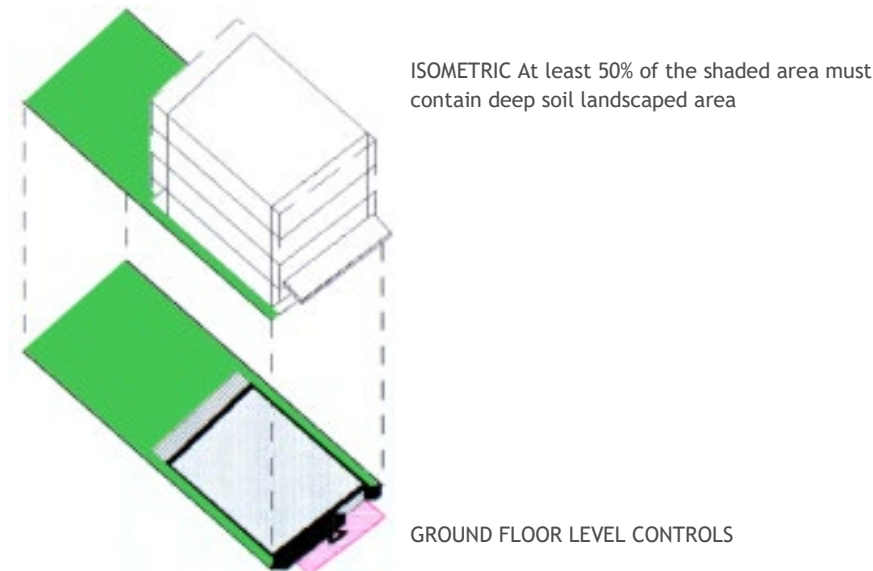 ISOMETRIC At least 50% of the shaded area must
contain deep soil landscaped area
GROUND FLOOR LEVEL CONTROLS